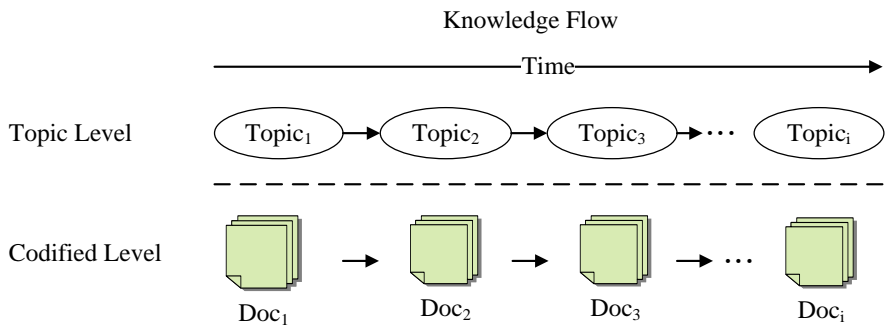 Knowledge Flow
Time
Topic Level
Topic₁ Topic₂ Topic₃ ... Topicᵢ
Codified Level
...
Doc₁ Doc₂ Doc₃ Docᵢ